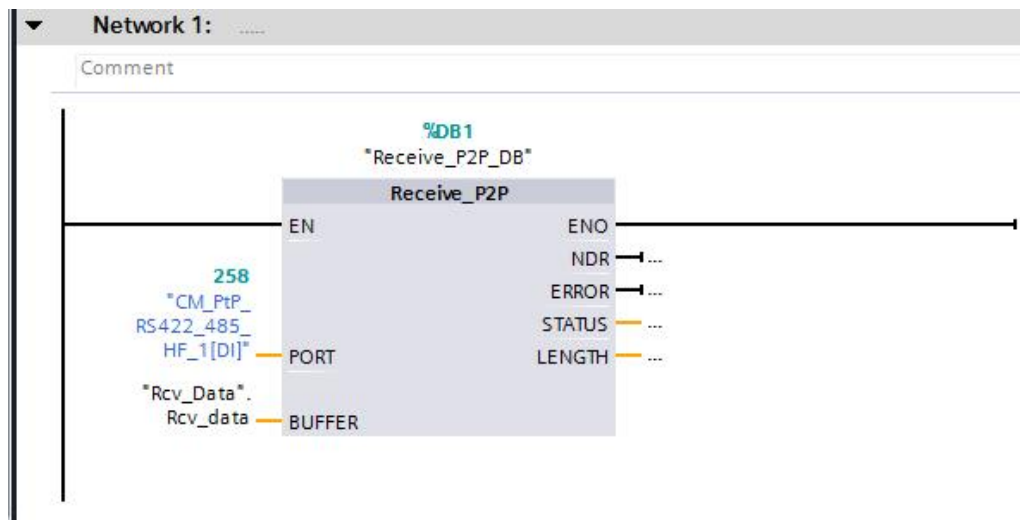 Network 1: .....
Comment
%DB1
"Receive_P2P_DB"
Receive_P2P
EN
ENO
NDR
...
258
ERROR
...
"CM_PtP_
RS422_485_
HF_1[DI]"
STATUS
...
PORT
LENGTH
...
"Rcv_Data".
Rcv_data
BUFFER